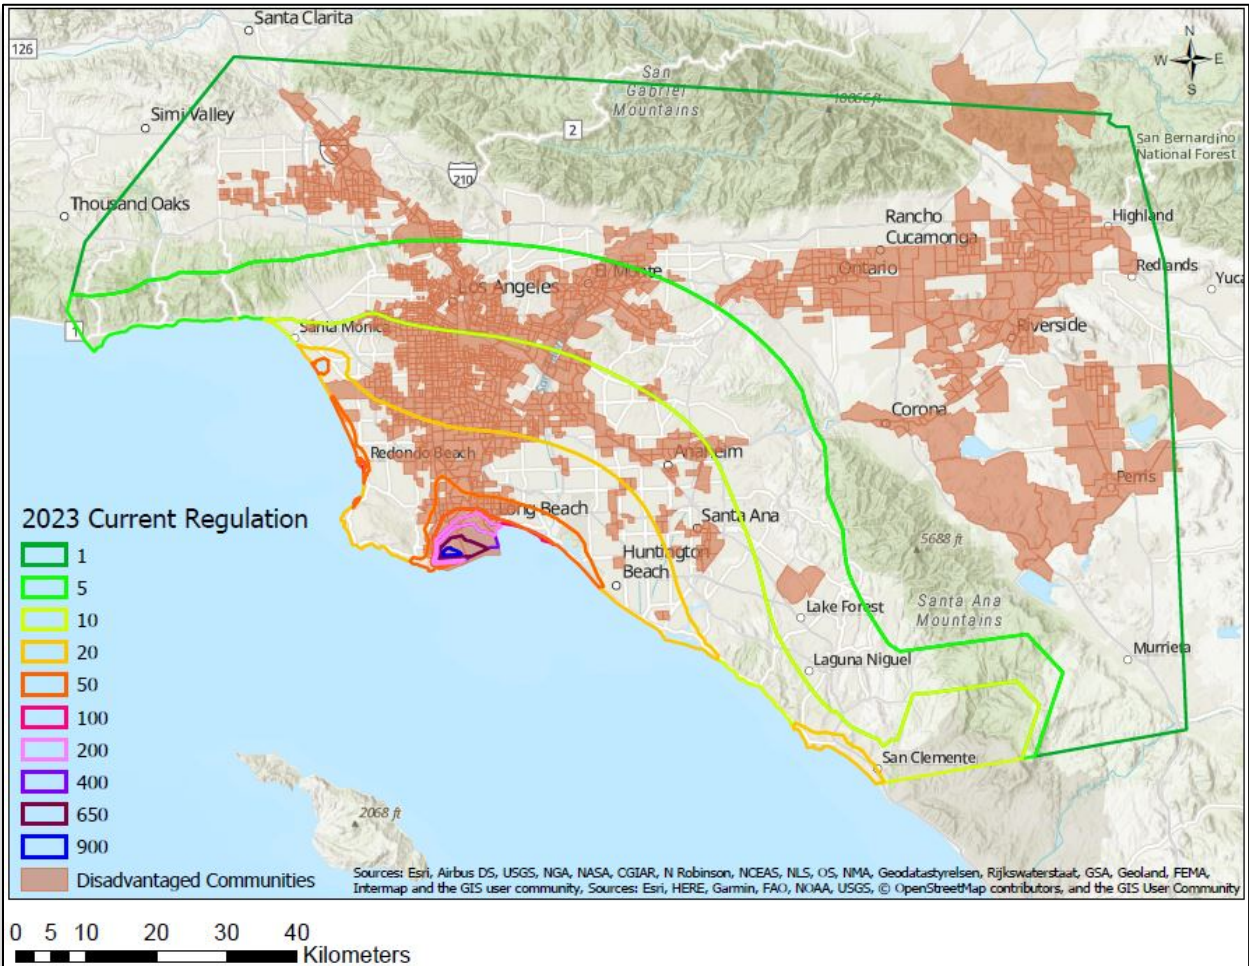 Santa Clarita
126
N
San
Gabriel
Mountains
W E
S
10066 ft
Simi Valley
2
San Bernardino
National Forest
210
Thousand Oaks
Rancho
Cucamonga
Highland
El Monte
Ontario
Redlands
Los Angeles
Yuca
1
Santa Monica
Riverside
Corona
Redondo Beach
Anaheim
Perris
Long Beach
Santa Ana
2023 Current Regulation
1
5
10
20
50
100
200
400
650
900
Disadvantaged Communities
5688 ft
Huntington
Beach
Lake Forest
Santa Ana
Mountains
Laguna Niguel
Murrieta
San Clemente
2068 ft
Sources: Esri, Airbus DS, USGS, NGA, NASA, CGIAR, N Robinson, NCEAS, NLS, OS, NMA, Geodatastyrelsen, Rijkswaterstaat, GSA, Geoland, FEMA,
Intermap and the GIS user community, Sources: Esri, HERE, Garmin, FAO, NOAA, USGS, © OpenStreetMap contributors, and the GIS User Community
0 5 10 20 30 40
Kilometers